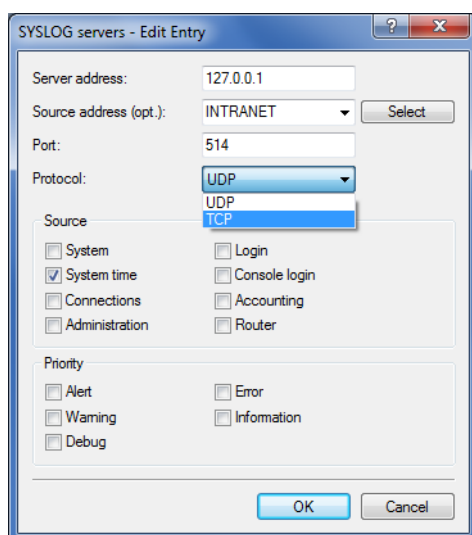 SYSLOG servers - Edit Entry
Server address: 127.0.0.1
Source address (opt.): INTRANET Select
Port: 514
Protocol: UDP
UDP
TCP
Source
System Login
System time Console login
Connections Accounting
Administration Router
Priority
Alert Error
Warning Information
Debug
OK Cancel